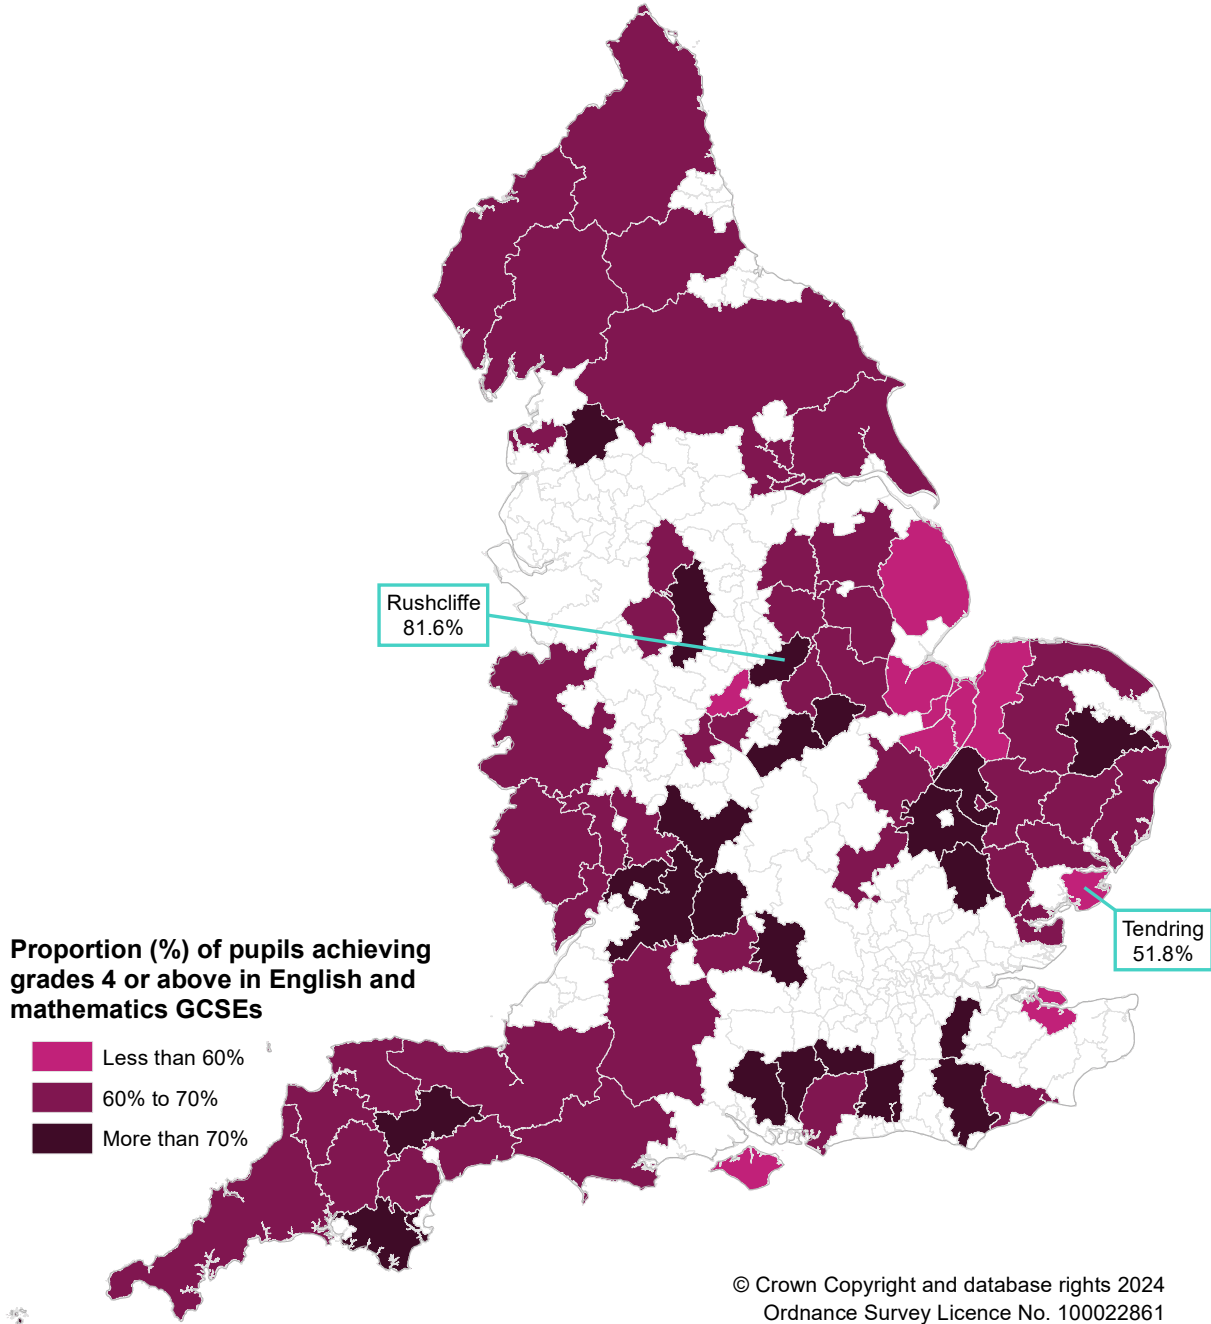 Rushcliffe
81.6%
Tendring
51.8%
Proportion (%) of pupils achieving
grades 4 or above in English and
mathematics GCSEs
Less than 60%
60% to 70%
More than 70%
© Crown Copyright and database rights 2024
Ordnance Survey Licence No. 100022861